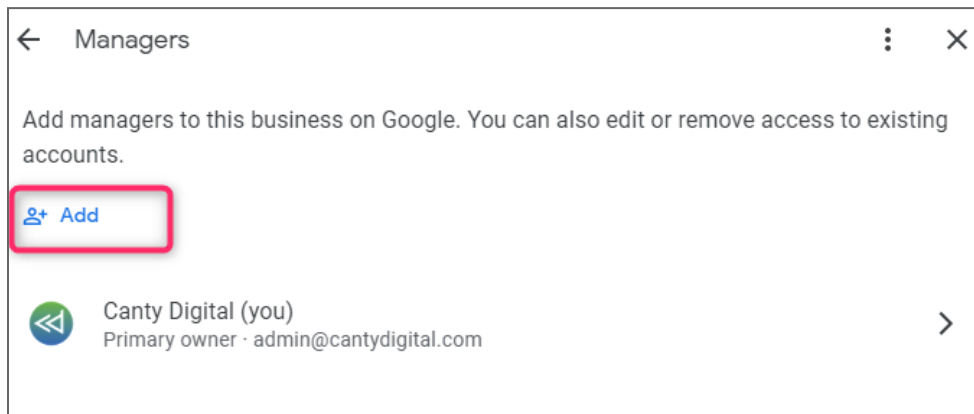 Managers
Add managers to this business on Google. You can also edit or remove access to existing
accounts.
Add
Canty Digital (you)
Primary owner · admin@cantydigital.com